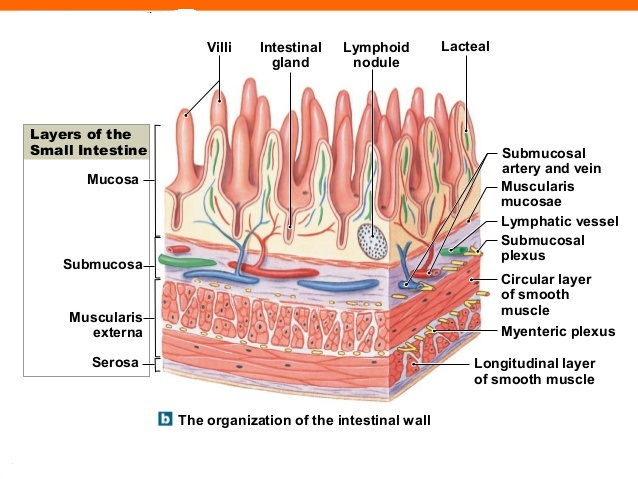 Villi
Intestinal
gland
Lymphoid
nodule
Lacteal
Layers of the
Small Intestine
Mucosa
Submucosa
Muscularis
externa
Serosa
Submucosal
artery and vein
Muscularis
mucosae
Lymphatic vessel
Submucosal
plexus
Circular layer
of smooth
muscle
Myenteric plexus
Longitudinal layer
of smooth muscle
b The organization of the intestinal wall